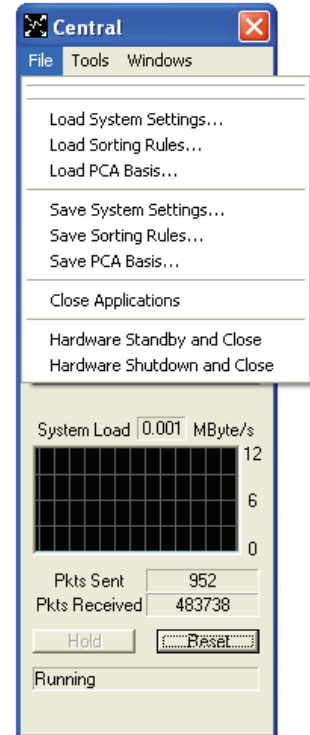 Central
File Tools Windows
Load System Settings...
Load Sorting Rules...
Load PCA Basis...
Save System Settings...
Save Sorting Rules...
Save PCA Basis...
Close Applications
Hardware Standby and Close
Hardware Shutdown and Close
System Load 0.001 MByte/s
12
6
0
Pkts Sent 952
Pkts Received 483738
Hold Reset
Running